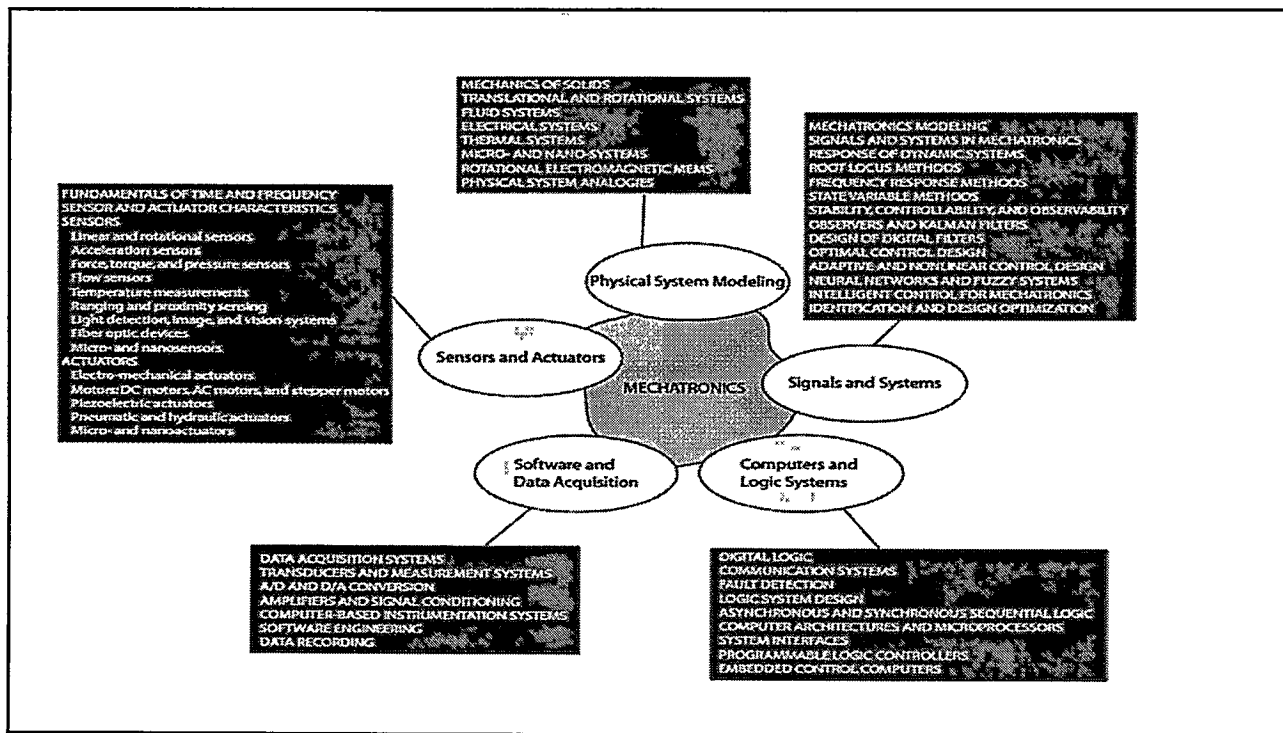 MECHANICS OF SOLIDS
TRANSLATIONAL AND ROTATIONAL SYSTEMS
FLUID SYSTEMS
ELECTRICAL SYSTEMS
THERMAL SYSTEMS
MICRO- AND NANO-SYSTEMS
ROTATIONAL ELECTROMAGNETIC MEMS
PHYSICAL SYSTEM ANALOGIES
MECHATRONICS MODELING
SIGNALS AND SYSTEMS IN MECHATRONICS
RESPONSE OF DYNAMIC SYSTEMS
ROOT LOCUS METHODS
FREQUENCY RESPONSE METHODS
STATE VARIABLE METHODS
STABILITY, CONTROLLABILITY, AND OBSERVABILITY
OBSERVERS AND KALMAN FILTERS
DESIGN OF DIGITAL FILTERS
OPTIMAL CONTROL DESIGN
ADAPTIVE AND NONLINEAR CONTROL DESIGN
NEURAL NETWORKS AND FUZZY SYSTEMS
INTELLIGENT CONTROL FOR MECHATRONICS
IDENTIFICATION AND DESIGN OPTIMIZATION
FUNDAMENTALS OF TIME AND FREQUENCY
SENSOR AND ACTUATOR CHARACTERISTICS
SENSORS
Linear and rotational sensors
Acceleration sensors
Force, torque, and pressure sensors
Flow sensors
Temperature measurements
Ranging and proximity sensing
Light detection, image, and vision systems
Fiber optic devices
Micro- and nanosensors
ACTUATORS
Electro-mechanical actuators
Motors: DC motors, AC motors, and stepper motors
Piezoelectric actuators
Pneumatic and hydraulic actuators
Micro- and nanoactuators
Physical System Modeling
Sensors and Actuators
MECHATRONICS
Signals and Systems
Software and
Data Acquisition
Computers and
Logic Systems
DATA ACQUISITION SYSTEMS
TRANSDUCERS AND MEASUREMENT SYSTEMS
A/D AND D/A CONVERSION
AMPLIFIERS AND SIGNAL CONDITIONING
COMPUTER-BASED INSTRUMENTATION SYSTEMS
SOFTWARE ENGINEERING
DATA RECORDING
DIGITAL LOGIC
COMMUNICATION SYSTEMS
FAULT DETECTION
LOGIC SYSTEM DESIGN
ASYNCHRONOUS AND SYNCHRONOUS SEQUENTIAL LOGIC
COMPUTER ARCHITECTURES AND MICROPROCESSORS
SYSTEM INTERFACES
PROGRAMMABLE LOGIC CONTROLLERS
EMBEDDED CONTROL COMPUTERS